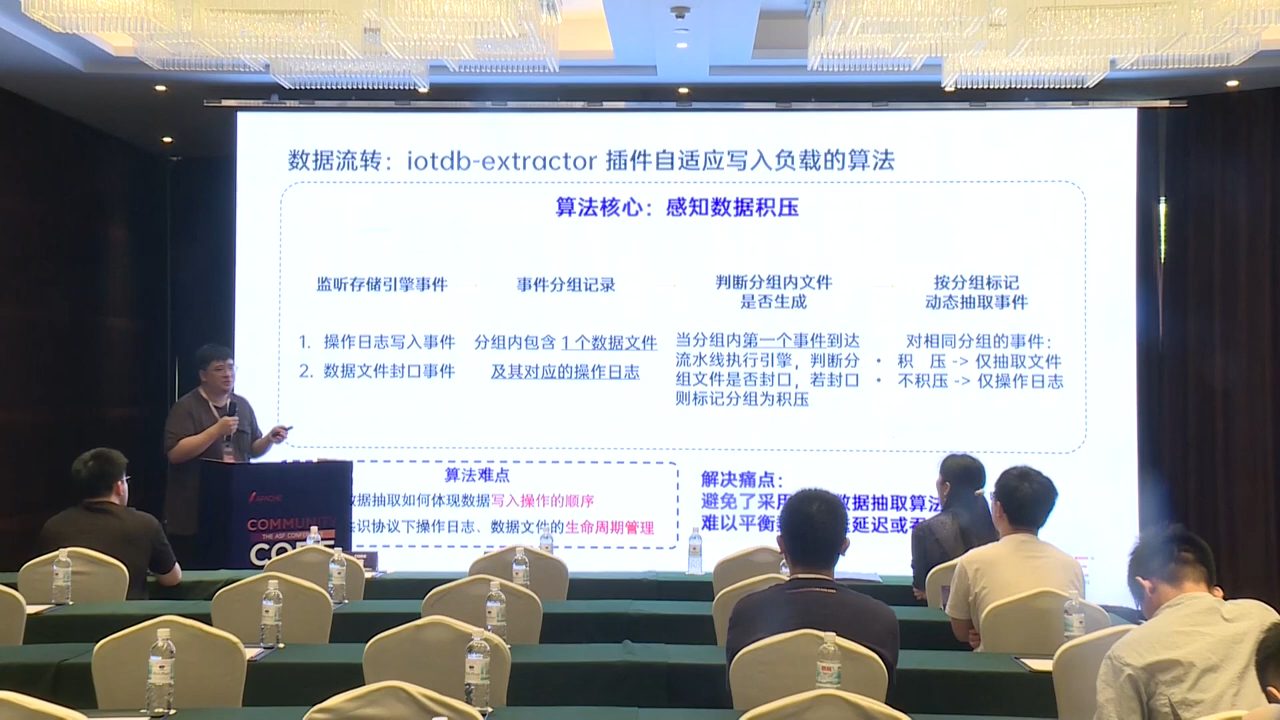 数据流转：iotdb-extractor 插件自适应写入负载的算法
算法核心：感知数据积压
监听存储引擎事件
1. 操作日志写入事件
2. 数据文件封口事件
事件分组记录
分组内包含 1 个数据文件
及其对应的操作日志
判断分组内文件
是否生成
当分组内第一个事件到达
流水线执行引擎，判断分
组文件是否封口，若封口
则标记分组为积压
按分组标记
动态抽取事件
对相同分组的事件：
• 积 压 -> 仅抽取文件
• 不积压 -> 仅操作日志
算法难点
数据抽取如何体现数据写入操作的顺序
识协议下操作日志、数据文件的生命周期管理
解决痛点：
避免了采用 数据抽取算法
难以平衡 延迟或
APACHE
COMMUNITY
THE ASF CONFERENCE
CODE